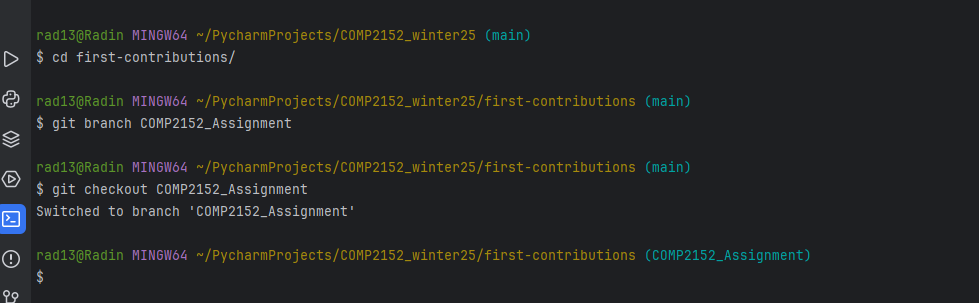 rad13@Radin MINGW64 ~/PycharmProjects/COMP2152_winter25 (main)
$ cd first-contributions/
rad13@Radin MINGW64 ~/PycharmProjects/COMP2152_winter25/first-contributions (main)
$ git branch COMP2152_Assignment
rad13@Radin MINGW64 ~/PycharmProjects/COMP2152_winter25/first-contributions (main)
$ git checkout COMP2152_Assignment
Switched to branch 'COMP2152_Assignment'
rad13@Radin MINGW64 ~/PycharmProjects/COMP2152_winter25/first-contributions (COMP2152_Assignment)
$